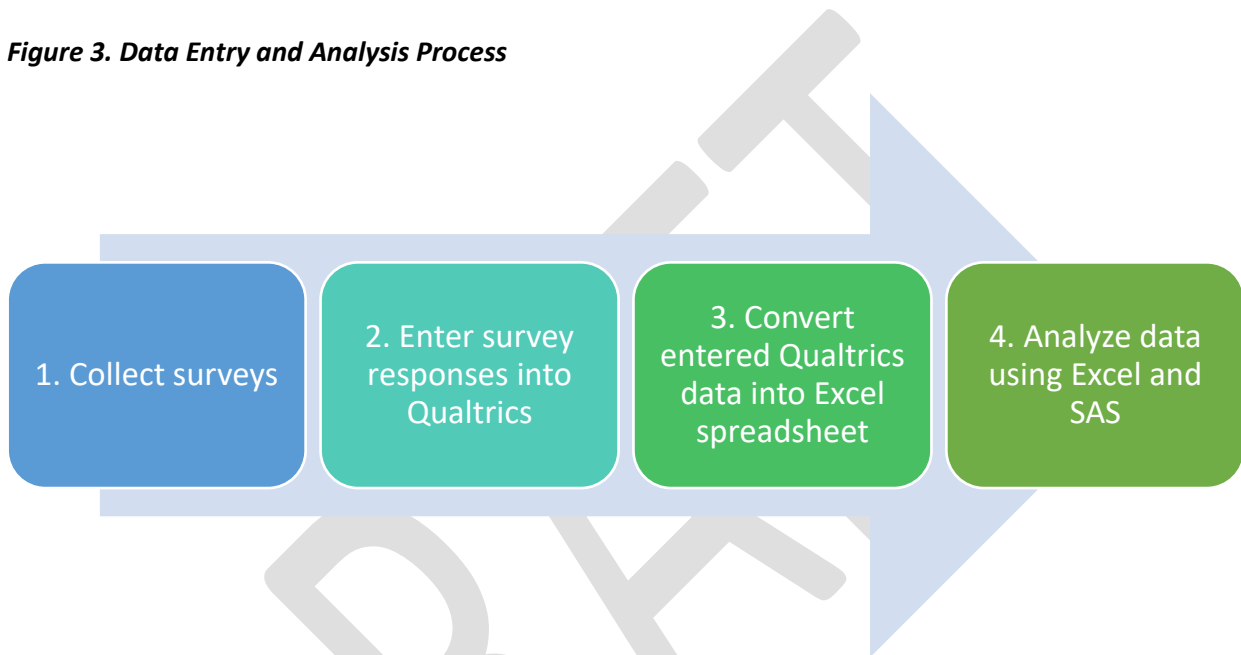 Figure 3. Data Entry and Analysis Process
1. Collect surveys
2. Enter survey
responses into
Qualtrics
3. Convert
entered Qualtrics
data into Excel
spreadsheet
4. Analyze data
using Excel and
SAS
DRAFT